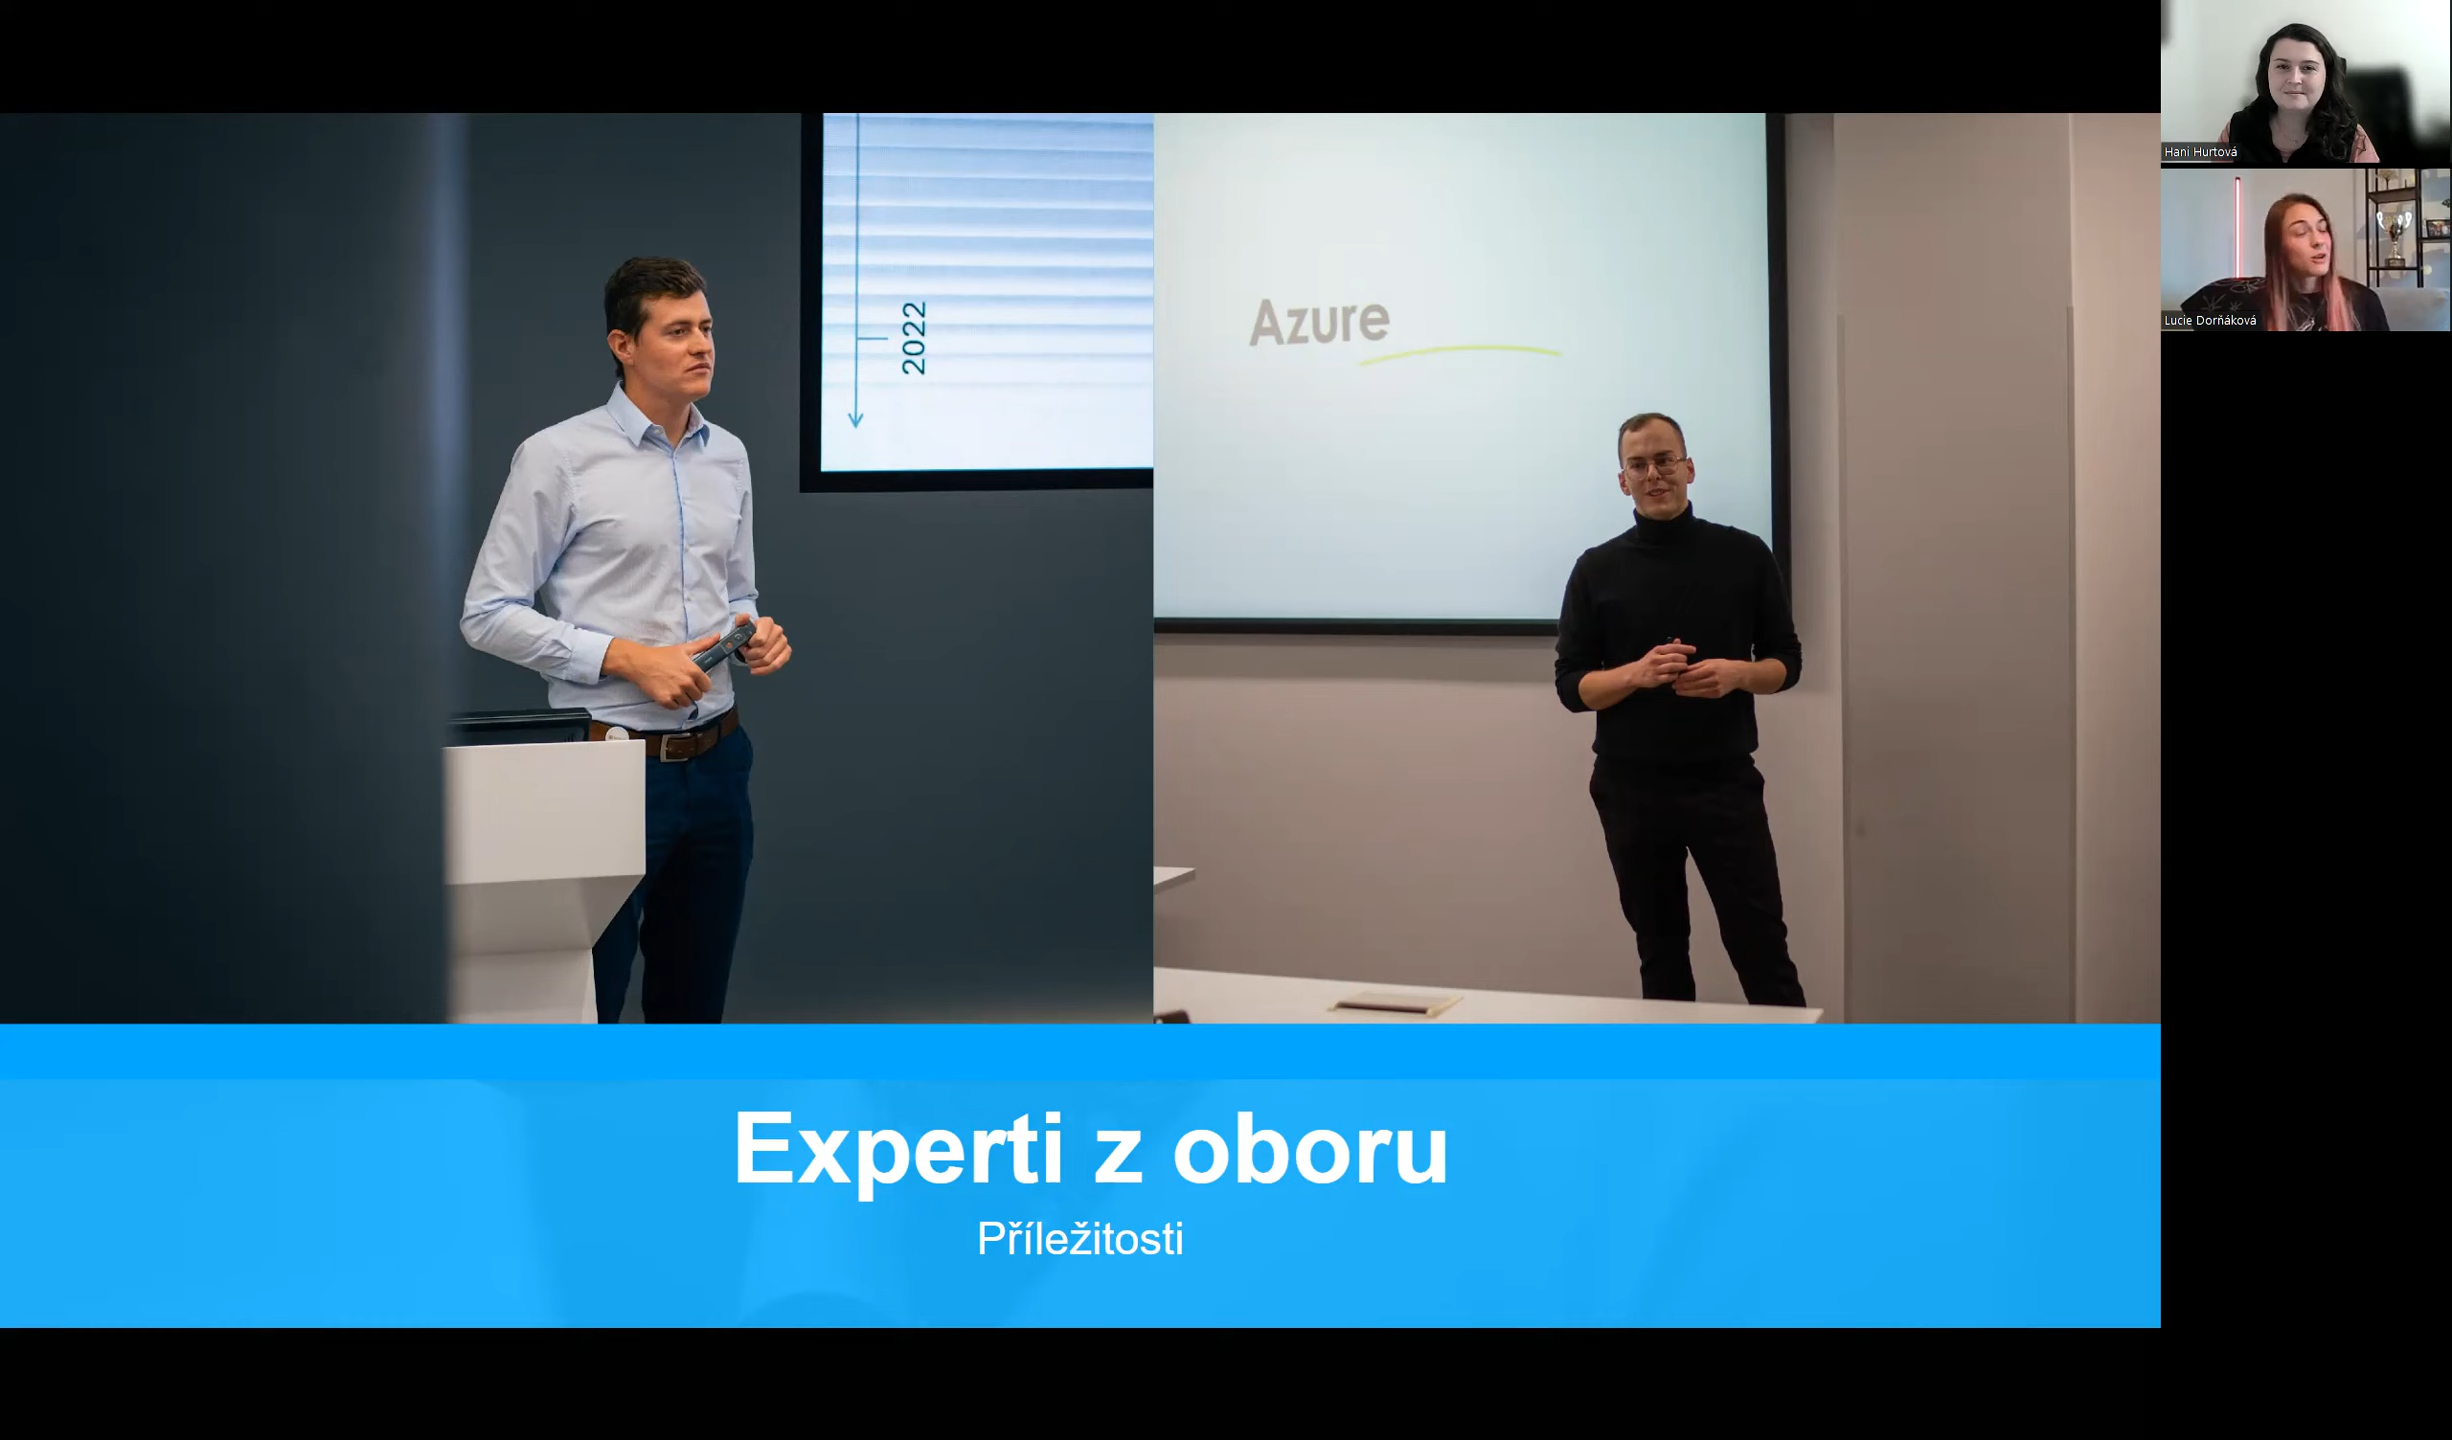 2022
Azure
Hani Hurtová
Lucie Dorňáková
Experti z oboru
Příležitosti